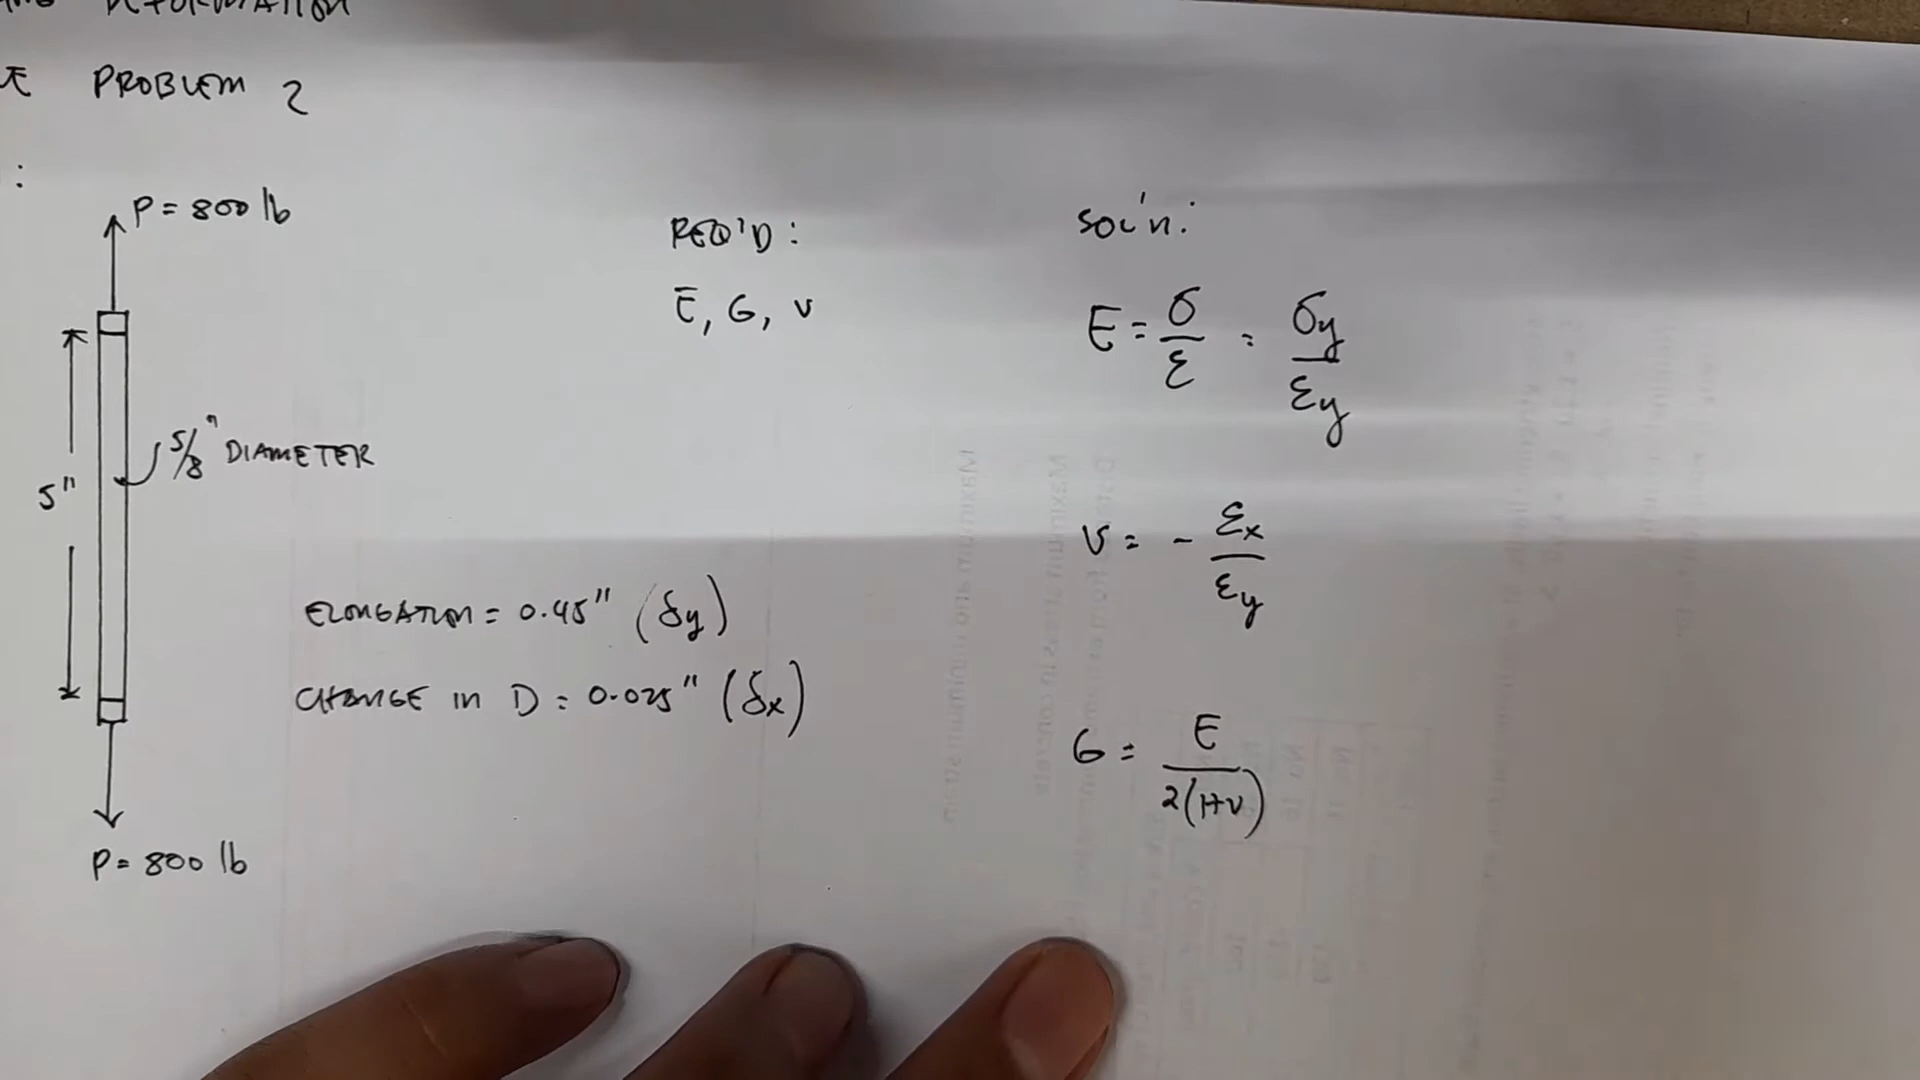 PROBLEM 2
:
P = 800 lb
REQ'D :
SOL'N:
E, G, ν
E = σ/ε = σy/εy
5/8" DIAMETER
5"
ν = - εx/εy
ELONGATION = 0.45" (δy)
CHANGE IN D = 0.025" (δx)
G = E/2(1+ν)
P = 800 lb